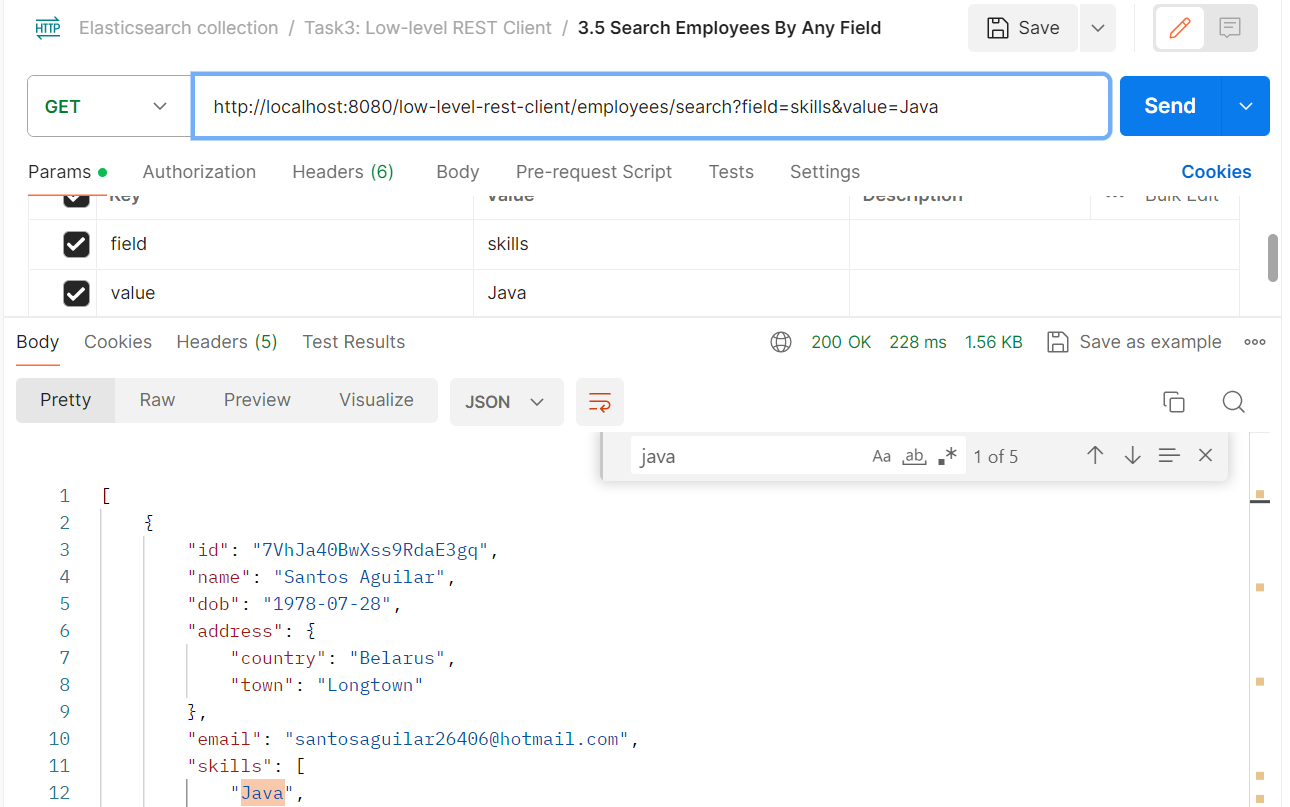 HTTP Elasticsearch collection / Task3: Low-level REST Client / 3.5 Search Employees By Any Field Save
GET http://localhost:8080/low-level-rest-client/employees/search?field=skills&value=Java Send
Params Authorization Headers (6) Body Pre-request Script Tests Settings Cookies
Key Value Description ... Bulk Edit
field skills
value Java
Body Cookies Headers (5) Test Results 200 OK 228 ms 1.56 KB Save as example
Pretty Raw Preview Visualize JSON
java Aa ab .* 1 of 5
1 [
2 {
3 "id": "7VhJa40BwXss9RdaE3gq",
4 "name": "Santos Aguilar",
5 "dob": "1978-07-28",
6 "address": {
7 "country": "Belarus",
8 "town": "Longtown"
9 },
10 "email": "santosaguilar26406@hotmail.com",
11 "skills": [
12 "Java",